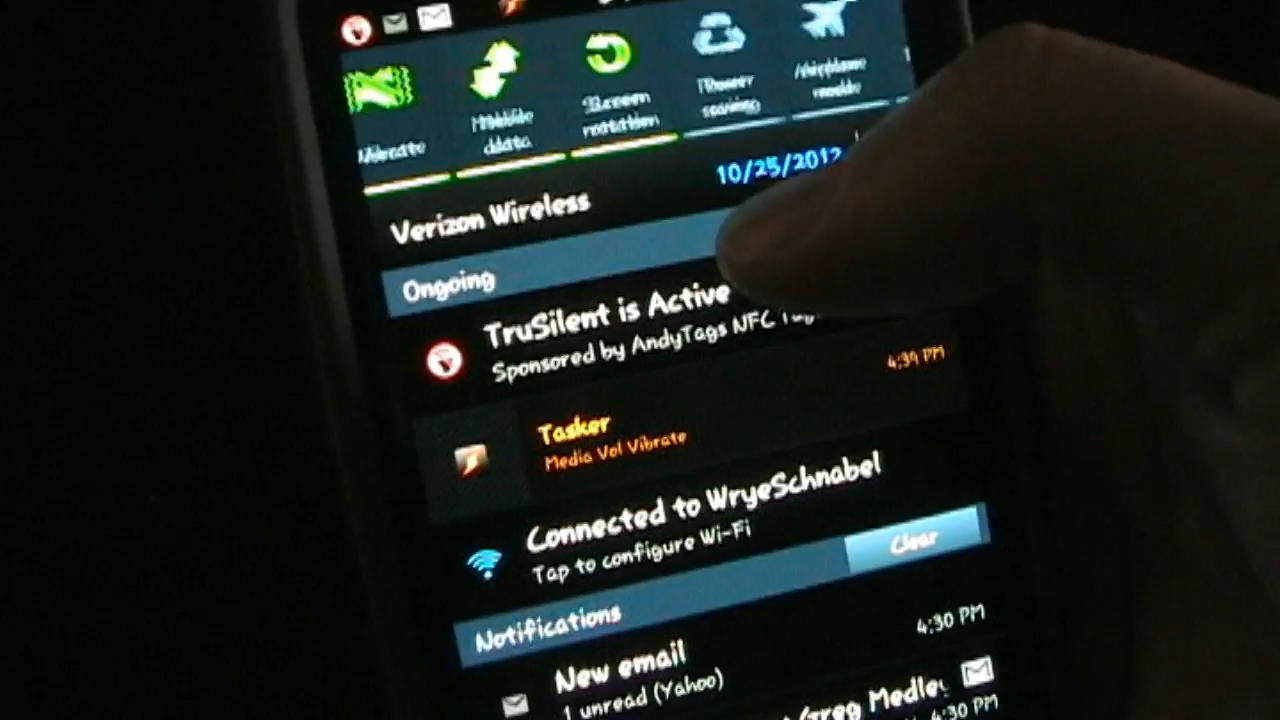 Vibrate
Mobile
data
Screen
rotation
Power
saving
Airplane
mode
Verizon Wireless
10/25/2012
Ongoing
TruSilent is Active
Sponsored by AndyTags NFC Tags
4:39 PM
Tasker
Media Vol Vibrate
Connected to WryeSchnabel
Tap to configure Wi-Fi
Clear
Notifications
New email
4:30 PM
1 unread (Yahoo)
Greg
4:30 PM